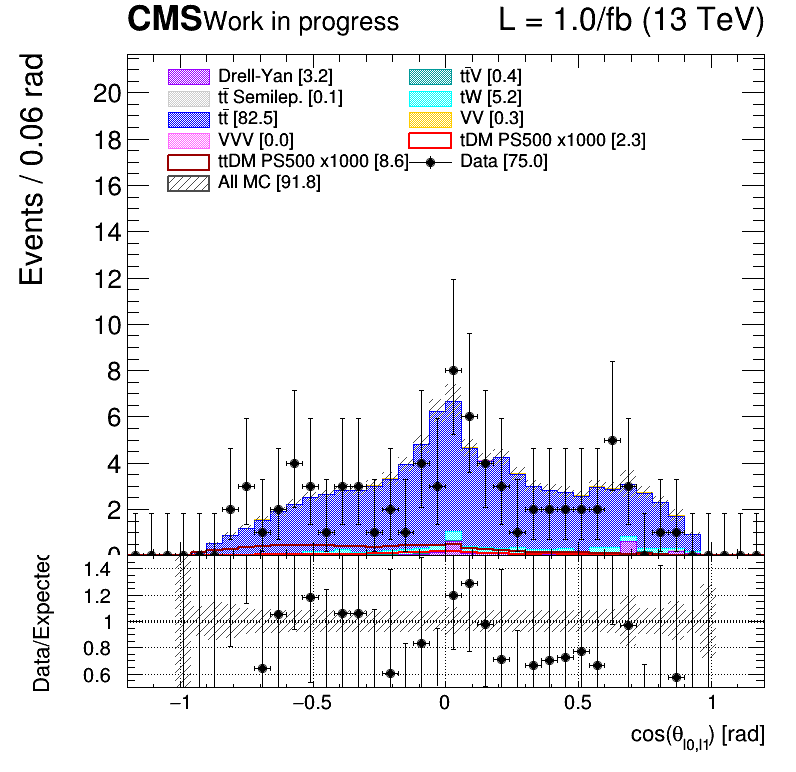 CMS Work in progress L = 1.0/fb (13 TeV)
Events / 0.06 rad
Drell-Yan [3.2] tt̄V [0.4]
tt̄ Semilep. [0.1] tW [5.2]
tt̄ [82.5] VV [0.3]
VVV [0.0] tDM PS500 x1000 [2.3]
ttDM PS500 x1000 [8.6] Data [75.0]
All MC [91.8]
20
18
16
14
12
10
8
6
4
2
0
Data/Expected
1.4
1.2
1
0.8
0.6
−1 −0.5 0 0.5 1
cos(θl0,l1) [rad]